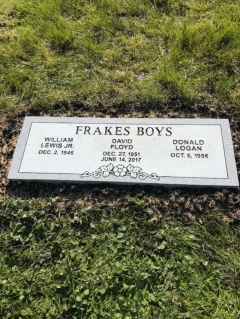 FRAKES BOYS
WILLIAM
LEWIS JR.
DEC. 2, 1946
DAVID
FLOYD
DEC. 27, 1951
JUNE 14, 2017
DONALD
LOGAN
OCT. 5, 1956